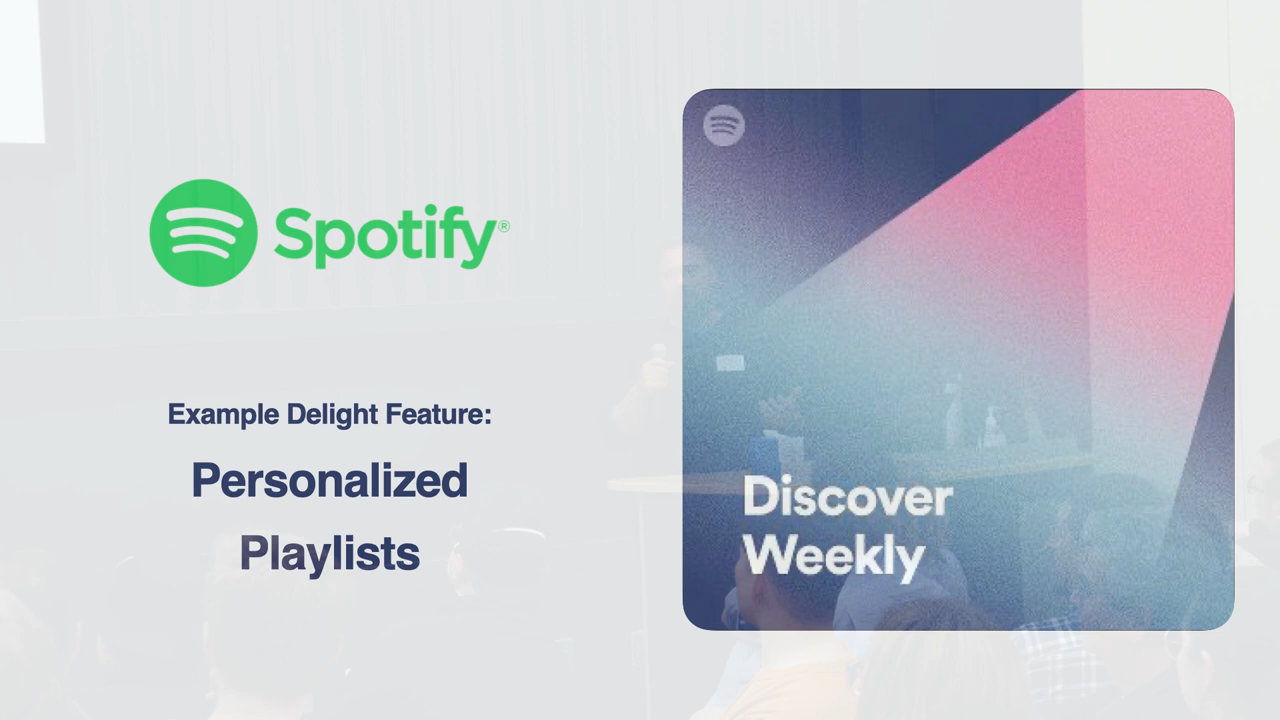 Spotify®
Example Delight Feature:
Personalized
Playlists
Discover
Weekly